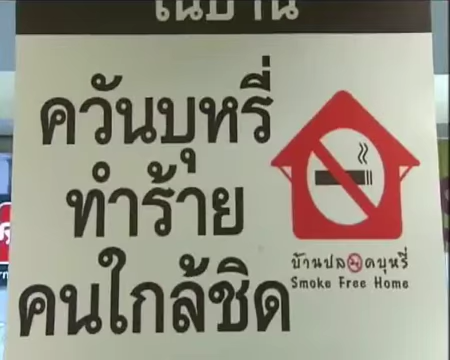 ในบ้าน
ควันบุหรี่
ทำร้าย
คนใกล้ชิด
บ้านปลอดบุหรี่
Smoke Free Home